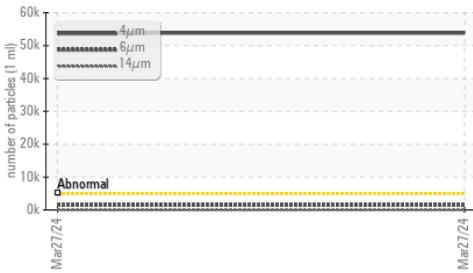 number of particles (1 ml)
60k
50k
40k
30k
20k
10k
0k
4µm
6µm
14µm
Abnormal
Mar27/24
Mar27/24